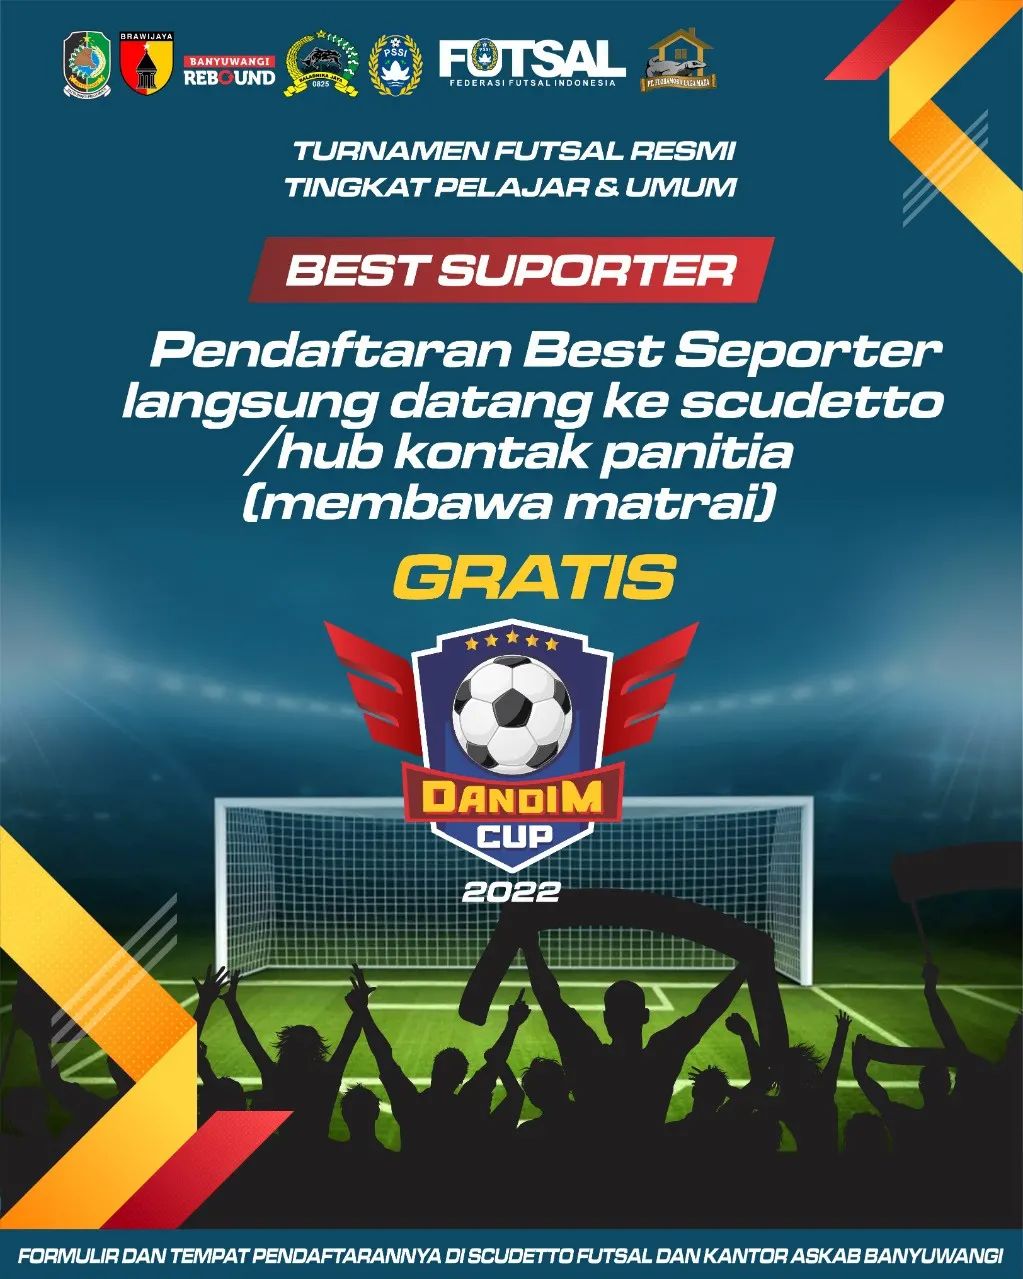 BRAWIJAYA
BANYUWANGI
REBOUND
0825
PSSI
FUTSAL
FEDERASI FUTSAL INDONESIA
TURNAMEN FUTSAL RESMI
TINGKAT PELAJAR & UMUM
BEST SUPORTER
Pendaftaran Best Seporter
langsung datang ke scudetto
/hub kontak panitia
(membawa matrai)
GRATIS
DANDIM
CUP
2022
FORMULIR DAN TEMPAT PENDAFTARANNYA DI SCUDETTO FUTSAL DAN KANTOR ASKAB BANYUWANGI